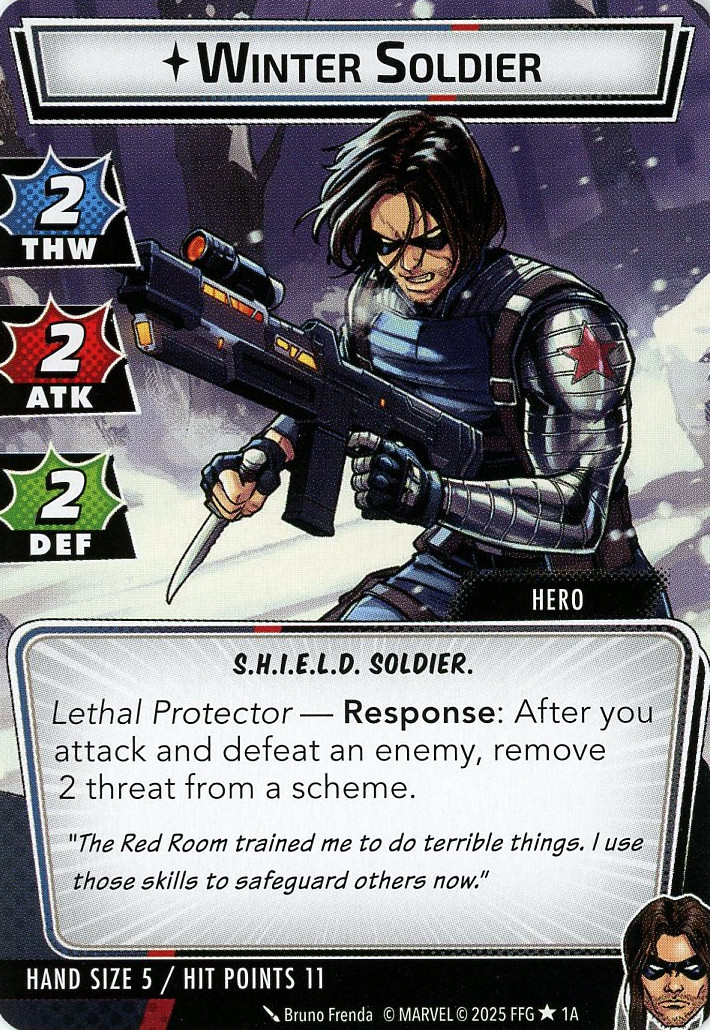 WINTER SOLDIER
2
THW
2
ATK
2
DEF
HERO
S.H.I.E.L.D. SOLDIER.
Lethal Protector — Response: After you
attack and defeat an enemy, remove
2 threat from a scheme.
"The Red Room trained me to do terrible things. I use
those skills to safeguard others now."
HAND SIZE 5 / HIT POINTS 11
Bruno Frenda © MARVEL © 2025 FFG ★ 1A